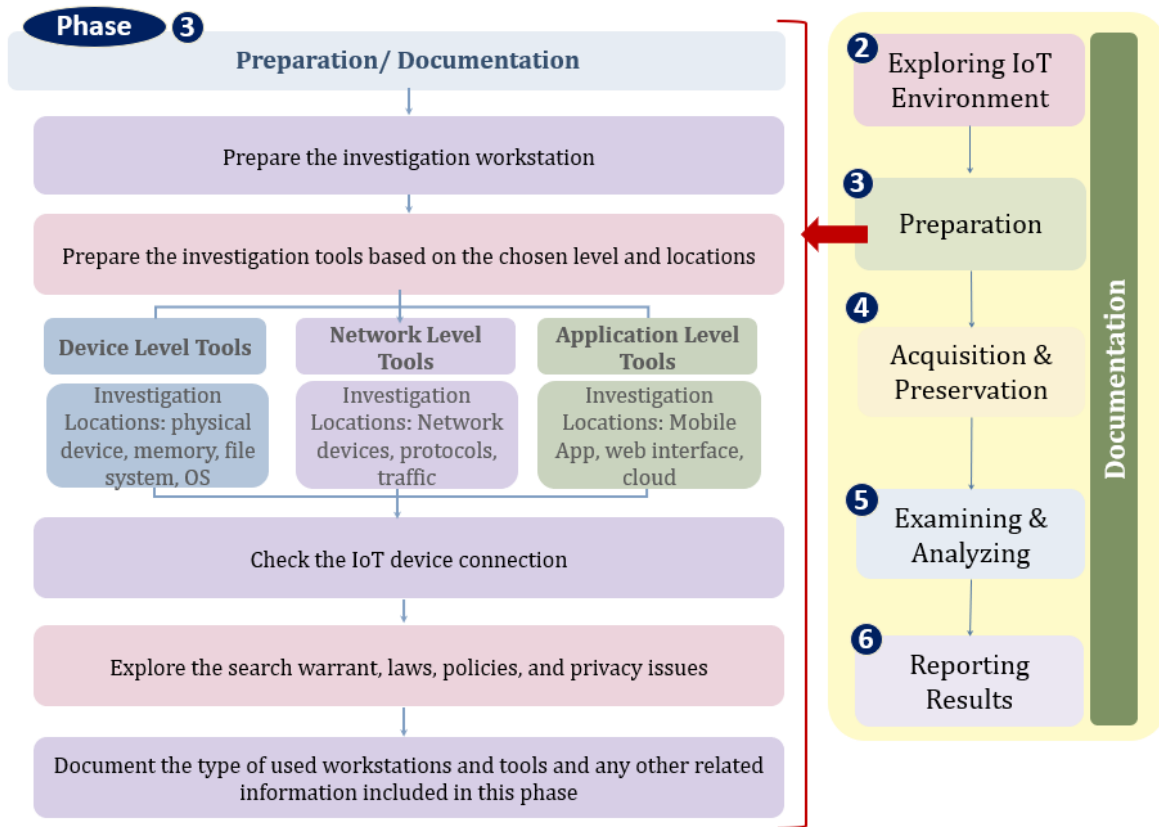 Phase 3
Preparation/ Documentation
Prepare the investigation workstation
Prepare the investigation tools based on the chosen level and locations
Device Level Tools
Investigation
Locations: physical
device, memory, file
system, OS
Network Level
Tools
Investigation
Locations: Network
devices, protocols,
traffic
Application Level
Tools
Investigation
Locations: Mobile
App, web interface,
cloud
Check the IoT device connection
Explore the search warrant, laws, policies, and privacy issues
Document the type of used workstations and tools and any other related
information included in this phase
2
Exploring IoT
Environment
3
Preparation
4
Acquisition &
Preservation
5
Examining &
Analyzing
6
Reporting
Results
Documentation